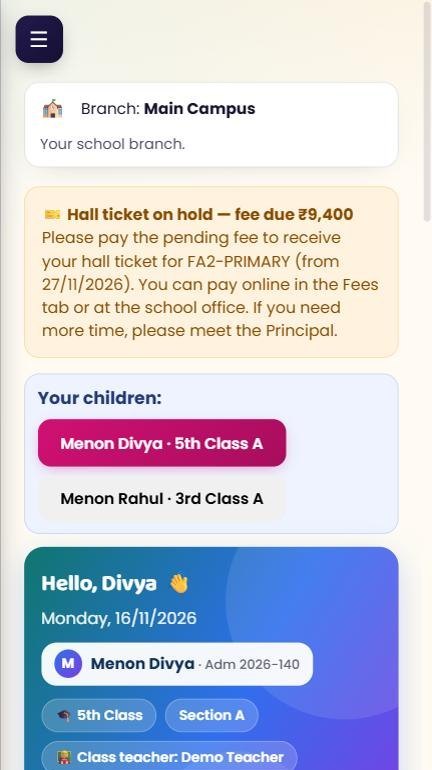 ☰
Branch: Main Campus
Your school branch.
🎫 Hall ticket on hold — fee due ₹9,400
Please pay the pending fee to receive
your hall ticket for FA2-PRIMARY (from
27/11/2026). You can pay online in the Fees
tab or at the school office. If you need
more time, please meet the Principal.
Your children:
Menon Divya · 5th Class A
Menon Rahul · 3rd Class A
Hello, Divya 👋
Monday, 16/11/2026
M Menon Divya · Adm 2026-140
5th Class Section A
Class teacher: Demo Teacher